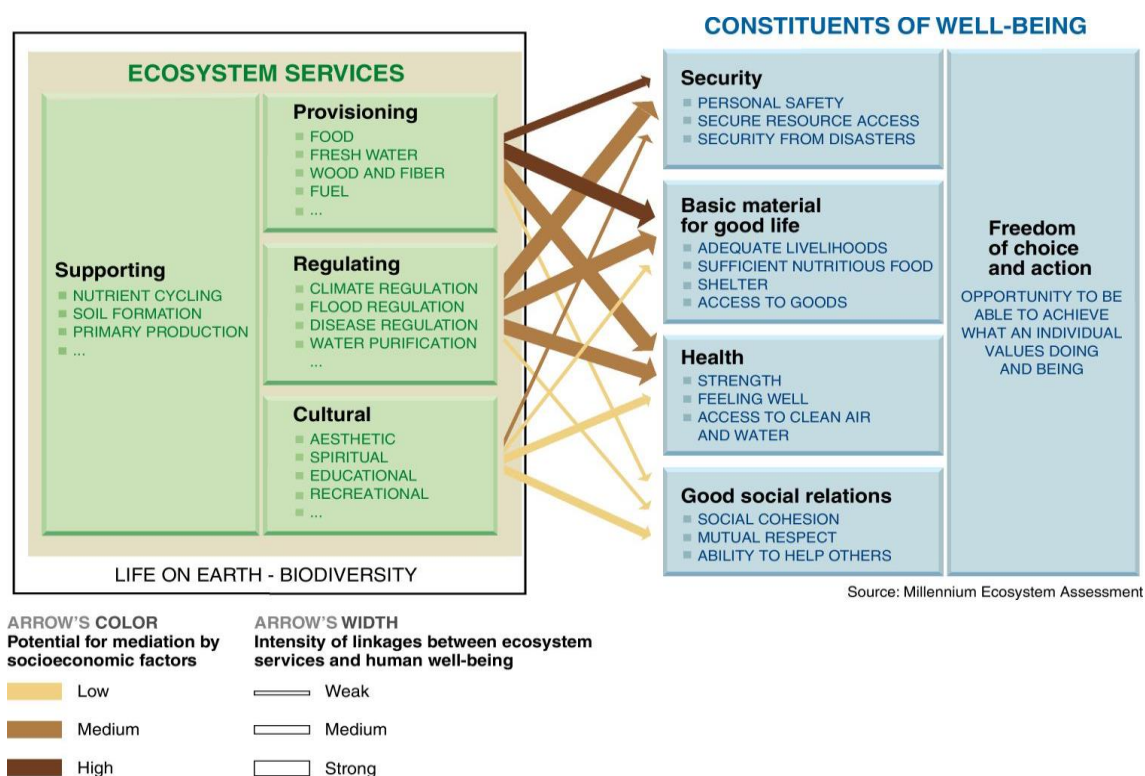 CONSTITUENTS OF WELL-BEING
ECOSYSTEM SERVICES
Supporting
NUTRIENT CYCLING
SOIL FORMATION
PRIMARY PRODUCTION
...
Provisioning
FOOD
FRESH WATER
WOOD AND FIBER
FUEL
...
Regulating
CLIMATE REGULATION
FLOOD REGULATION
DISEASE REGULATION
WATER PURIFICATION
...
Cultural
AESTHETIC
SPIRITUAL
EDUCATIONAL
RECREATIONAL
...
LIFE ON EARTH - BIODIVERSITY
Security
PERSONAL SAFETY
SECURE RESOURCE ACCESS
SECURITY FROM DISASTERS
Basic material
for good life
ADEQUATE LIVELIHOODS
SUFFICIENT NUTRITIOUS FOOD
SHELTER
ACCESS TO GOODS
Health
STRENGTH
FEELING WELL
ACCESS TO CLEAN AIR
AND WATER
Good social relations
SOCIAL COHESION
MUTUAL RESPECT
ABILITY TO HELP OTHERS
Freedom
of choice
and action
OPPORTUNITY TO BE
ABLE TO ACHIEVE
WHAT AN INDIVIDUAL
VALUES DOING
AND BEING
Source: Millennium Ecosystem Assessment
ARROW'S COLOR
Potential for mediation by
socioeconomic factors
Low
Medium
High
ARROW'S WIDTH
Intensity of linkages between ecosystem
services and human well-being
Weak
Medium
Strong